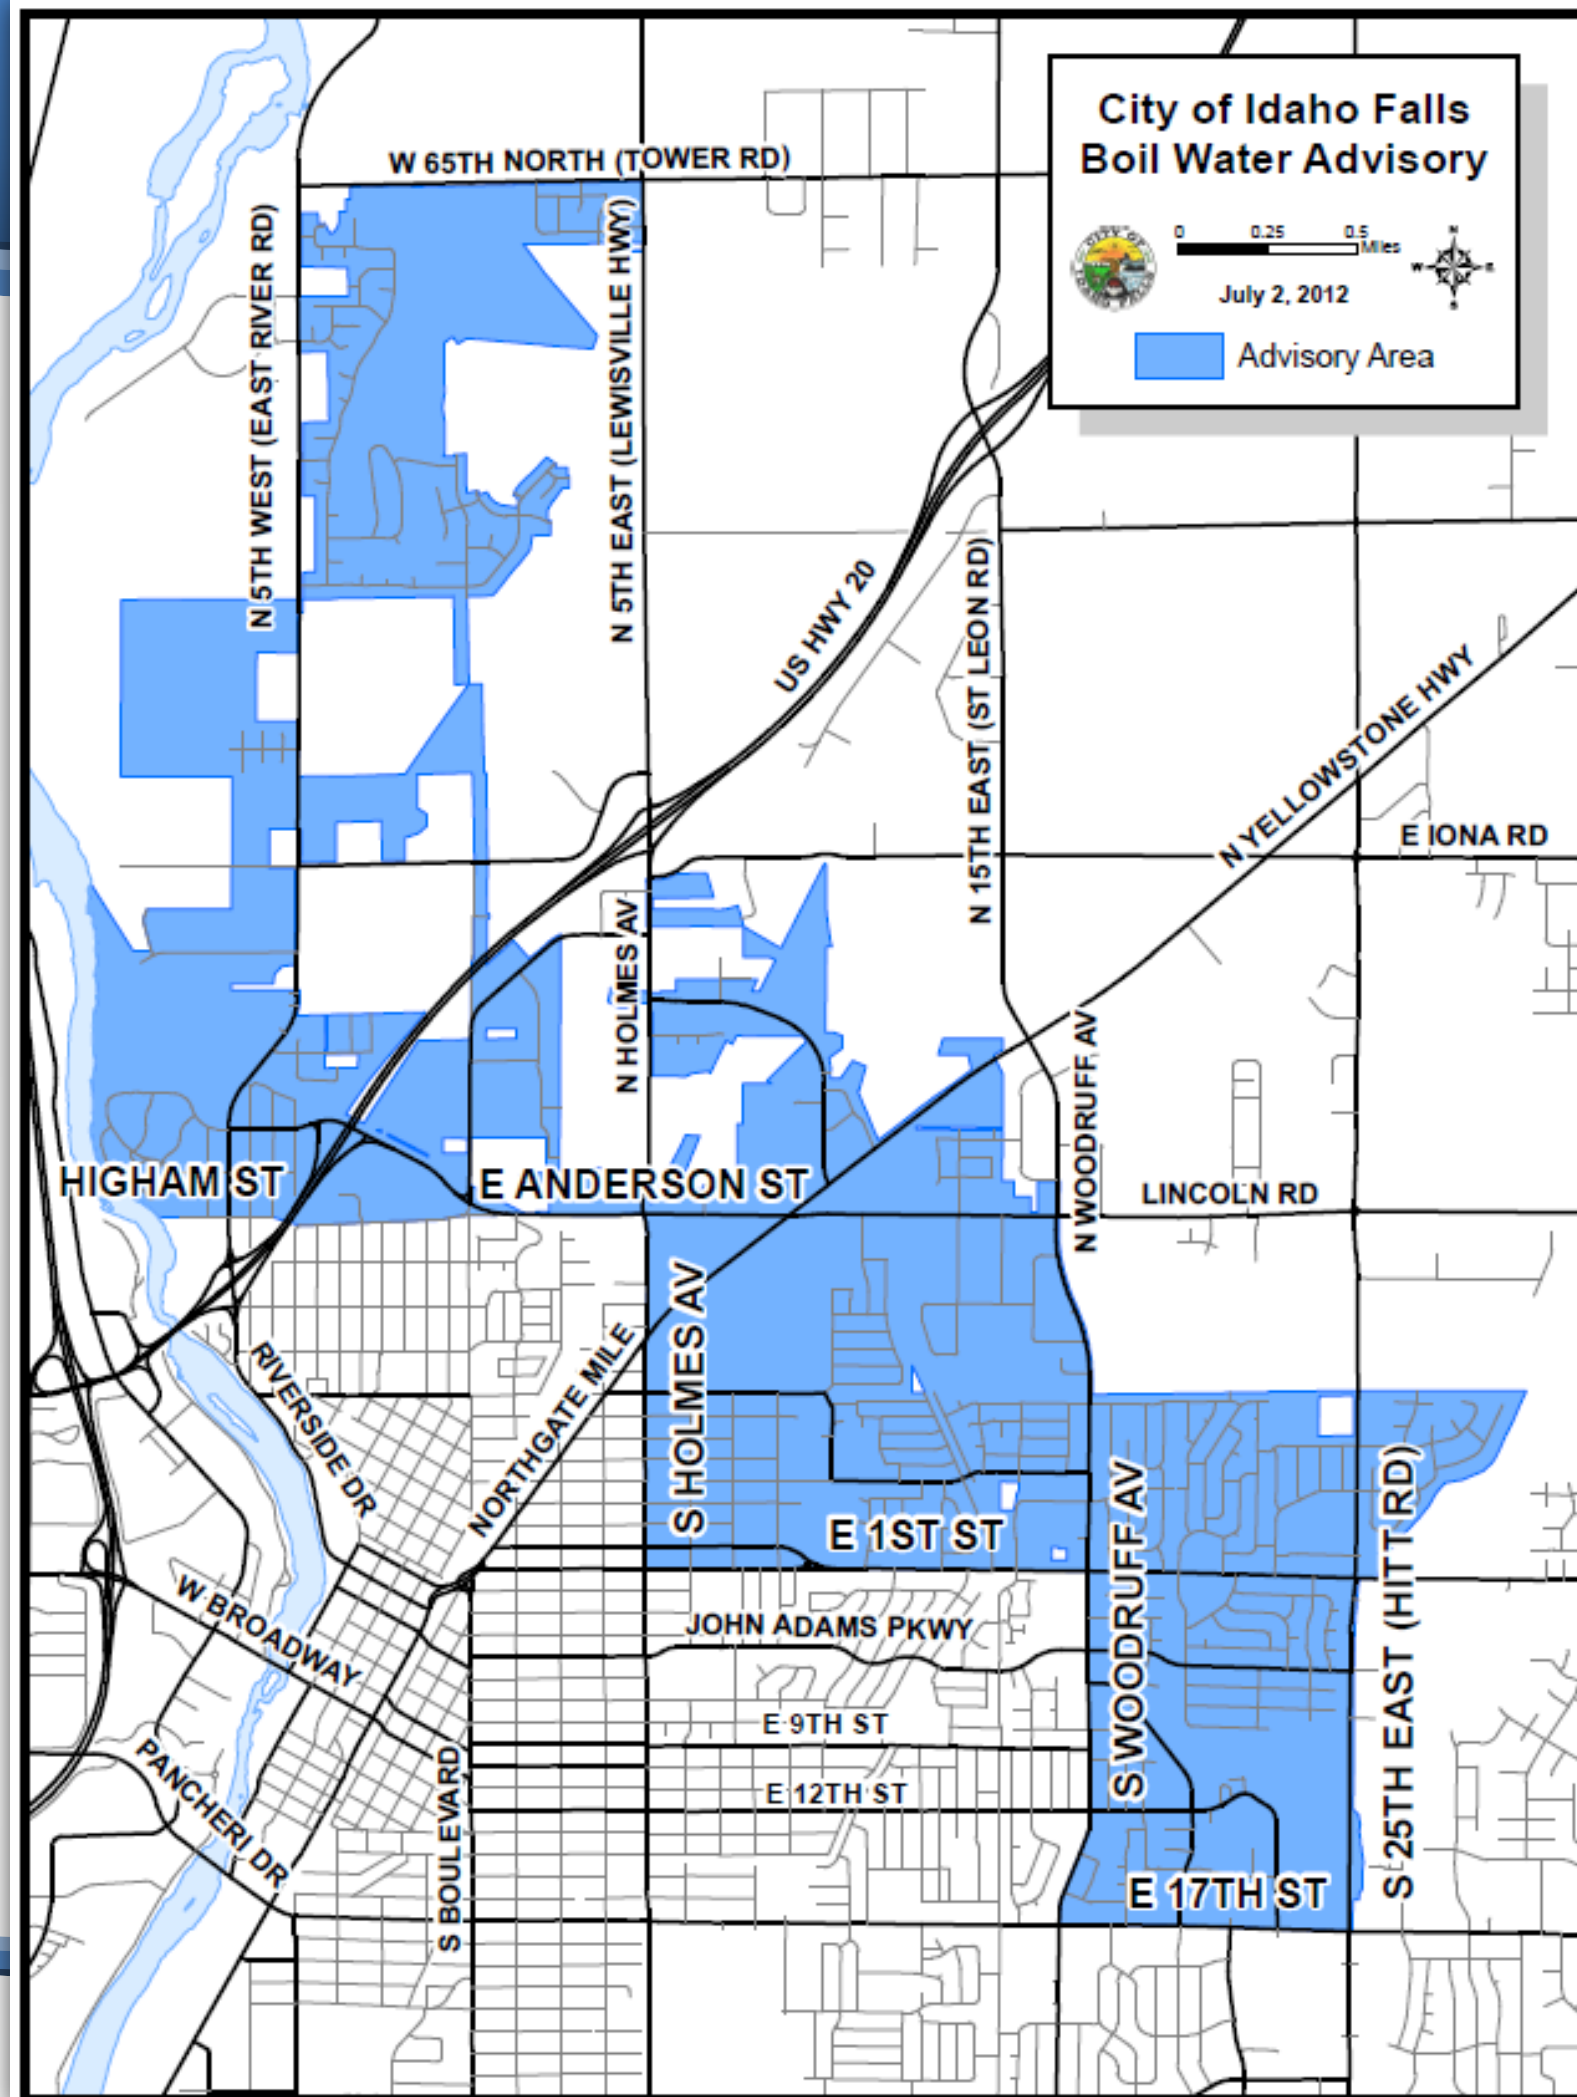 City of Idaho Falls
Boil Water Advisory
0 0.25 0.5
Miles
CITY OF
IDAHO FALLS
N
W E
S
July 2, 2012
Advisory Area
W 65TH NORTH (TOWER RD)
N 5TH WEST (EAST RIVER RD)
N 5TH EAST (LEWISVILLE HWY)
US HWY 20
N 15TH EAST (ST LEON RD)
N YELLOWSTONE HWY
E IONA RD
N HOLMES AV
N WOODRUFF AV
HIGHAM ST
E ANDERSON ST
LINCOLN RD
S HOLMES AV
RIVERSIDE DR
NORTHGATE MILE
E 1ST ST
S WOODRUFF AV
S 25TH EAST (HITT RD)
W BROADWAY
JOHN ADAMS PKWY
E 9TH ST
E 12TH ST
PANCHERI DR
S BOULEVARD
E 17TH ST